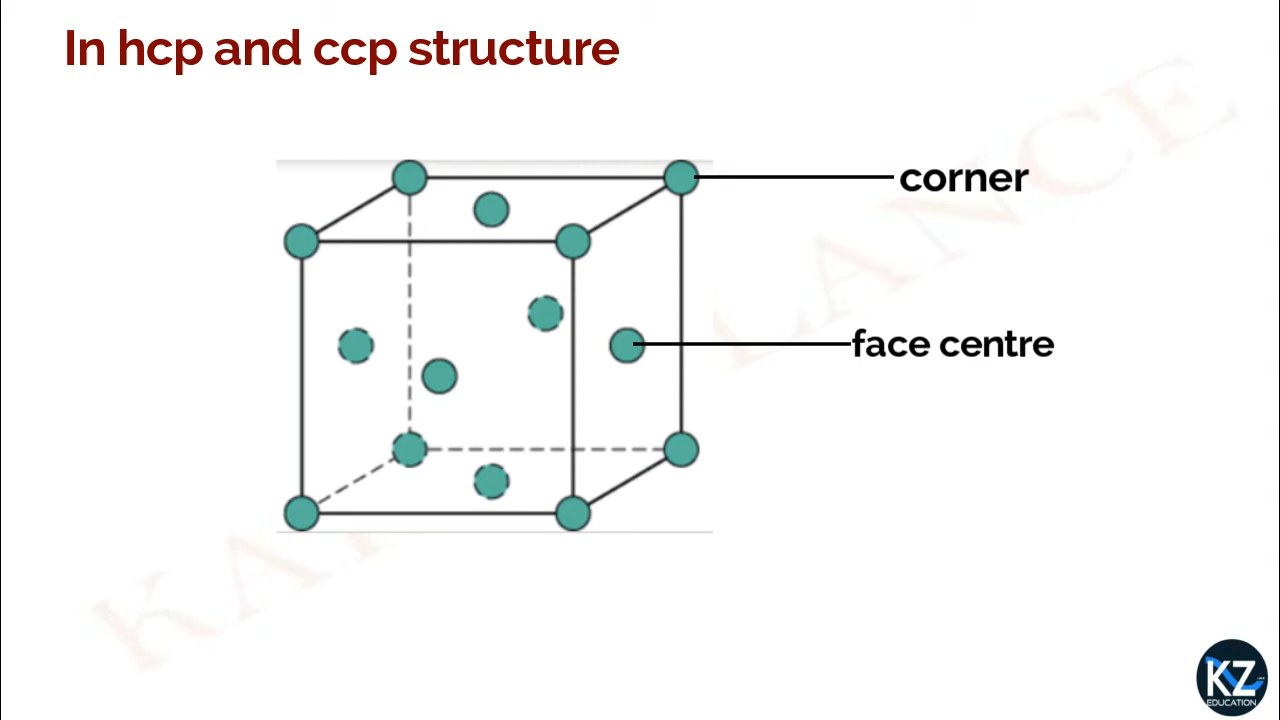 In hcp and ccp structure
corner
face centre
KZ
EDUCATION